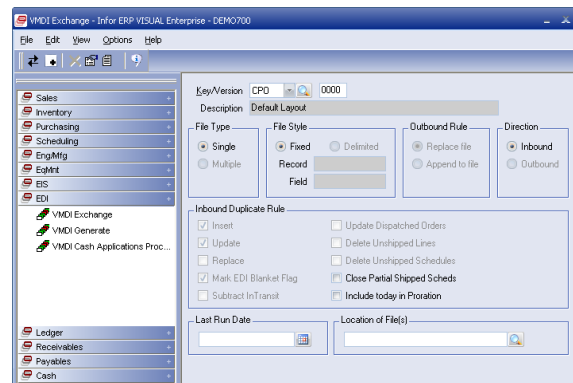 VMDI Exchange - Infor ERP VISUAL Enterprise - DEMO700
File Edit View Options Help
Sales
Inventory
Purchasing
Scheduling
Eng/Mfg
EqMnt
EIS
EDI
VMDI Exchange
VMDI Generate
VMDI Cash Applications Proc...
Ledger
Receivables
Payables
Cash
Key/Version CPO 0000
Description Default Layout
File Type File Style Outbound Rule Direction
Single Fixed Delimited Replace file Inbound
Multiple Record Append to file Outbound
Field
Inbound Duplicate Rule
Insert Update Dispatched Orders
Update Delete Unshipped Lines
Replace Delete Unshipped Schedules
Mark EDI Blanket Flag Close Partial Shipped Scheds
Subtract InTransit Include today in Proration
Last Run Date Location of File(s)